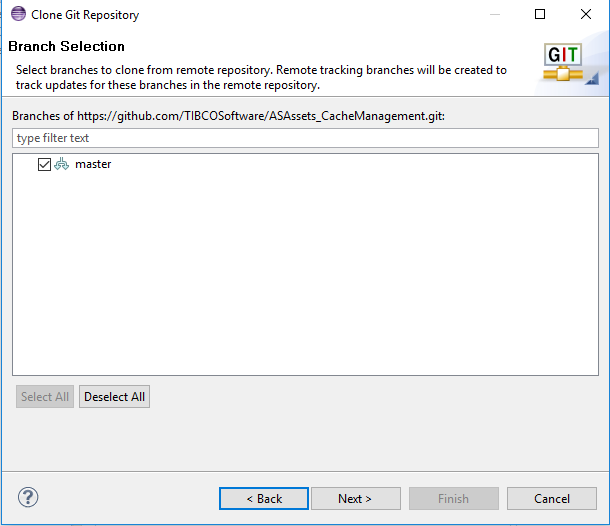 Clone Git Repository
Branch Selection
Select branches to clone from remote repository. Remote tracking branches will be created to
track updates for these branches in the remote repository.
GIT
Branches of https://github.com/TIBCOSoftware/ASAssets_CacheManagement.git:
type filter text
master
Select All
Deselect All
?
< Back
Next >
Finish
Cancel